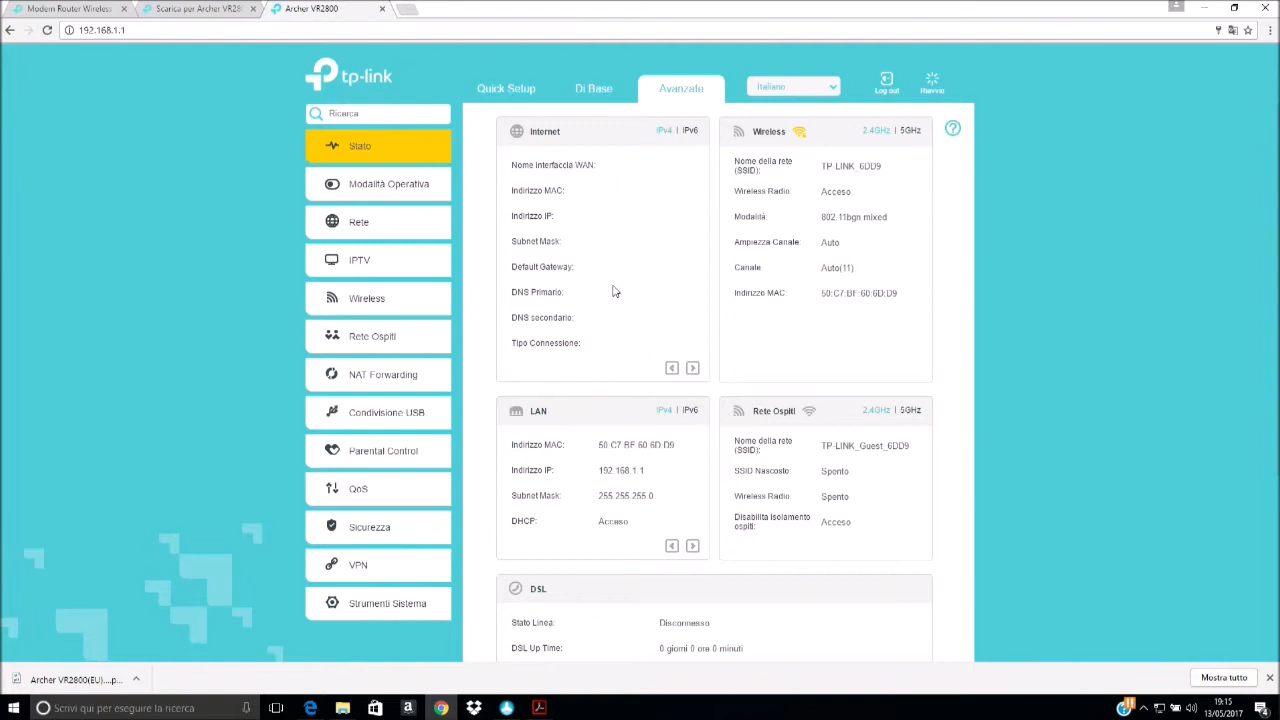 Modem Router Wireless
Scarica per Archer VR280
Archer VR2800
192.168.1.1
tp-link
Quick Setup
Di Base
Avanzate
Italiano
Log out
Riavvio
Ricerca
Stato
Modalità Operativa
Rete
IPTV
Wireless
Rete Ospiti
NAT Forwarding
Condivisione USB
Parental Control
QoS
Sicurezza
VPN
Strumenti Sistema
Internet IPv4 | IPv6
Nome interfaccia WAN:
Indirizzo MAC:
Indirizzo IP:
Subnet Mask:
Default Gateway:
DNS Primario:
DNS secondario:
Tipo Connessione:
Wireless 2.4GHz | 5GHz
Nome della rete
(SSID): TP-LINK_6DD9
Wireless Radio: Acceso
Modalità: 802.11bgn mixed
Ampiezza Canale: Auto
Canale Auto(11)
Indirizzo MAC: 50:C7:BF:60:6D:D9
LAN IPv4 | IPv6
Indirizzo MAC: 50:C7:BF:60:6D:D9
Indirizzo IP: 192.168.1.1
Subnet Mask: 255.255.255.0
DHCP: Acceso
Rete Ospiti 2.4GHz | 5GHz
Nome della rete
(SSID): TP-LINK_Guest_6DD9
SSID Nascosto: Spento
Wireless Radio Spento
Disabilita isolamento
ospiti: Acceso
DSL
Stato Linea: Disconnesso
DSL Up Time: 0 giorni 0 ore 0 minuti
Archer VR2800(EU)....p...
Mostra tutto
Scrivi qui per eseguire la ricerca
19:15
13/05/2017
4